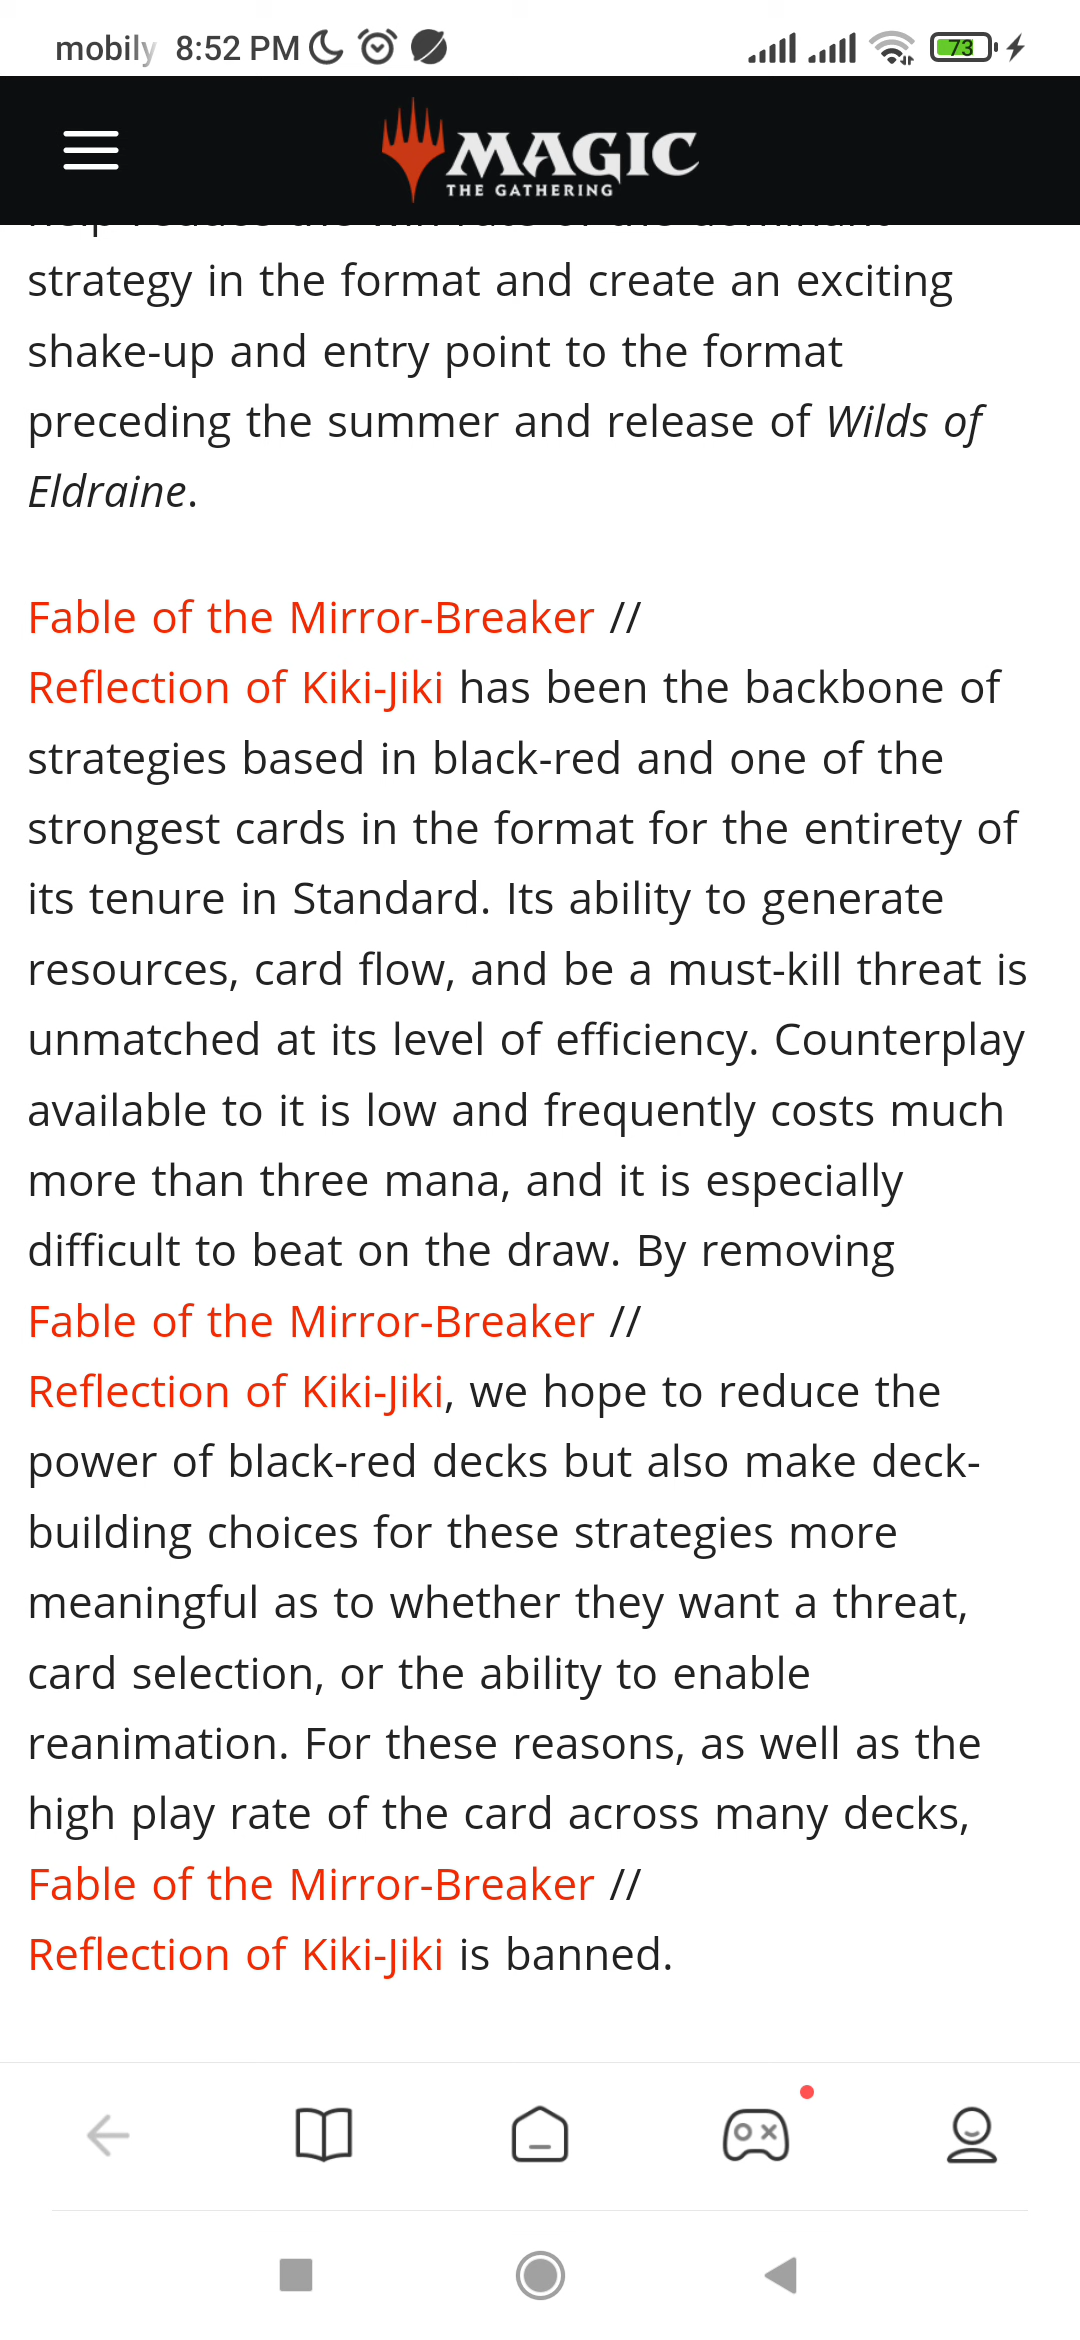 mobily 8:52 PM
73
MAGIC
THE GATHERING
strategy in the format and create an exciting
shake-up and entry point to the format
preceding the summer and release of Wilds of
Eldraine.
Fable of the Mirror-Breaker //
Reflection of Kiki-Jiki has been the backbone of
strategies based in black-red and one of the
strongest cards in the format for the entirety of
its tenure in Standard. Its ability to generate
resources, card flow, and be a must-kill threat is
unmatched at its level of efficiency. Counterplay
available to it is low and frequently costs much
more than three mana, and it is especially
difficult to beat on the draw. By removing
Fable of the Mirror-Breaker //
Reflection of Kiki-Jiki, we hope to reduce the
power of black-red decks but also make deck-
building choices for these strategies more
meaningful as to whether they want a threat,
card selection, or the ability to enable
reanimation. For these reasons, as well as the
high play rate of the card across many decks,
Fable of the Mirror-Breaker //
Reflection of Kiki-Jiki is banned.